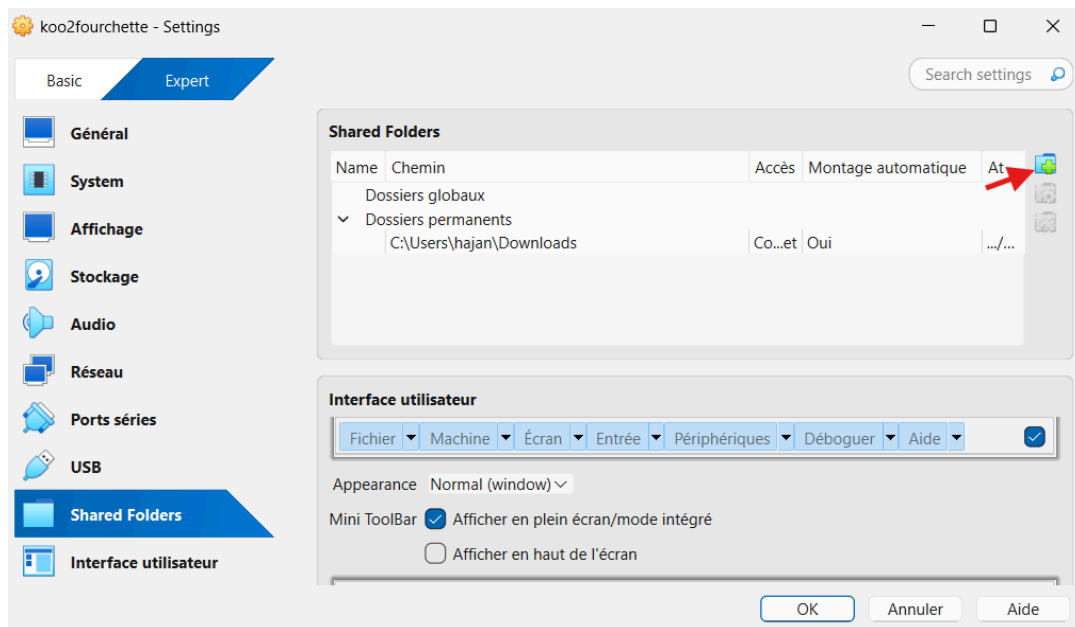 koo2fourchette - Settings
Basic
Expert
Search settings
Général
System
Affichage
Stockage
Audio
Réseau
Ports séries
USB
Shared Folders
Interface utilisateur
Shared Folders
Name Chemin Accès Montage automatique At
Dossiers globaux
Dossiers permanents
C:\Users\hajan\Downloads Co...et Oui .../...
Interface utilisateur
Fichier Machine Écran Entrée Périphériques Déboguer Aide
Appearance Normal (window)
Mini ToolBar Afficher en plein écran/mode intégré
Afficher en haut de l'écran
OK Annuler Aide